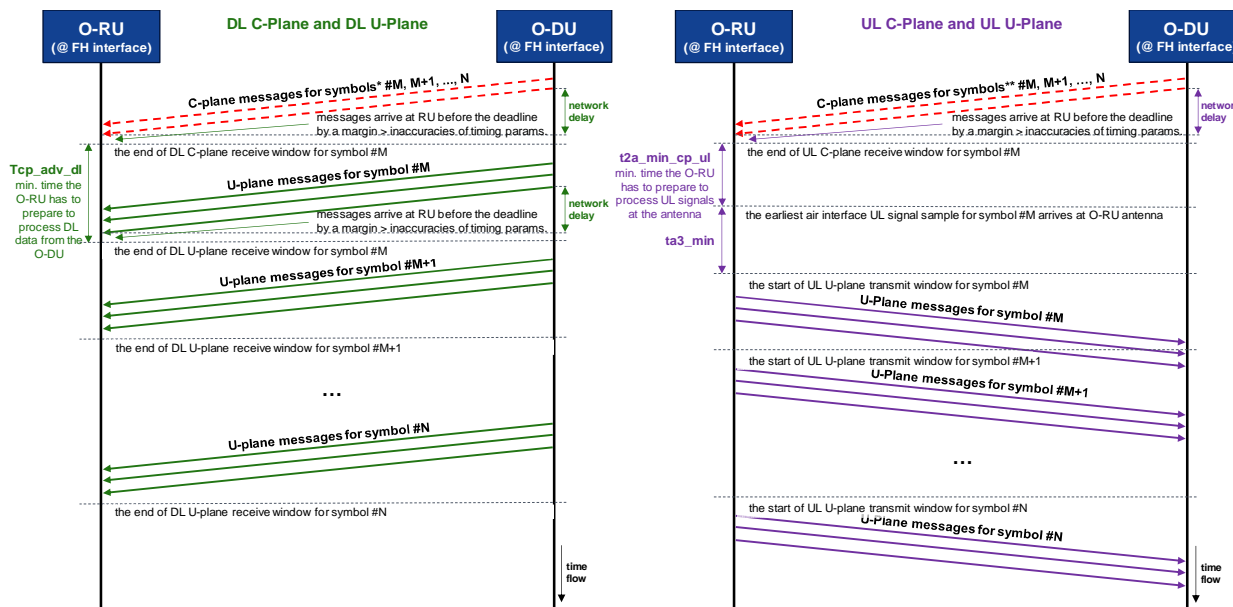 O-RU
(@ FH interface)
DL C-Plane and DL U-Plane
O-DU
(@ FH interface)
C-plane messages for symbols* #M, M+1, ..., N
network
delay
messages arrive at RU before the deadline
by a margin > inaccuracies of timing params.
the end of DL C-plane receive window for symbol #M
Tcp_adv_dl
min. time the
O-RU has to
prepare to
process DL
data from the
O-DU
U-plane messages for symbol #M
network
delay
messages arrive at RU before the deadline
by a margin > inaccuracies of timing params.
the end of DL U-plane receive window for symbol #M
U-plane messages for symbol #M+1
the end of DL U-plane receive window for symbol #M+1
...
U-plane messages for symbol #N
the end of DL U-plane receive window for symbol #N
time
flow
O-RU
(@ FH interface)
UL C-Plane and UL U-Plane
O-DU
(@ FH interface)
C-plane messages for symbols** #M, M+1, ..., N
network
delay
messages arrive at RU before the deadline
by a margin > inaccuracies of timing params.
the end of UL C-plane receive window for symbol #M
t2a_min_cp_ul
min. time the O-RU
has to prepare to
process UL signals
at the antenna
the earliest air interface UL signal sample for symbol #M arrives at O-RU antenna
ta3_min
the start of UL U-plane transmit window for symbol #M
U-Plane messages for symbol #M
the start of UL U-plane transmit window for symbol #M+1
U-Plane messages for symbol #M+1
...
the start of UL U-plane transmit window for symbol #N
U-Plane messages for symbol #N
time
flow